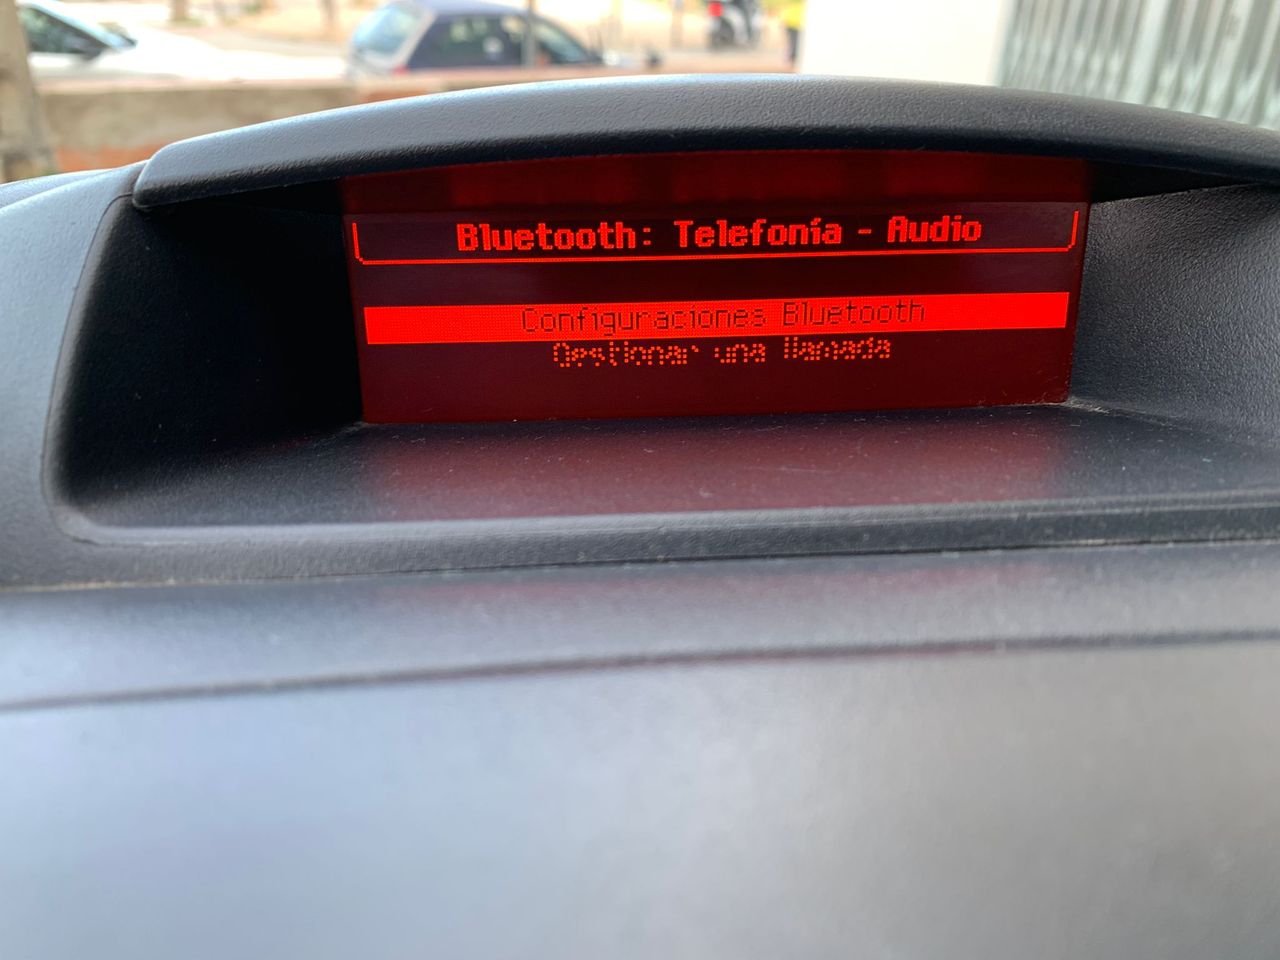 Bluetooth: Telefonía - Audio
Configuraciones Bluetooth
Gestionar una llamada